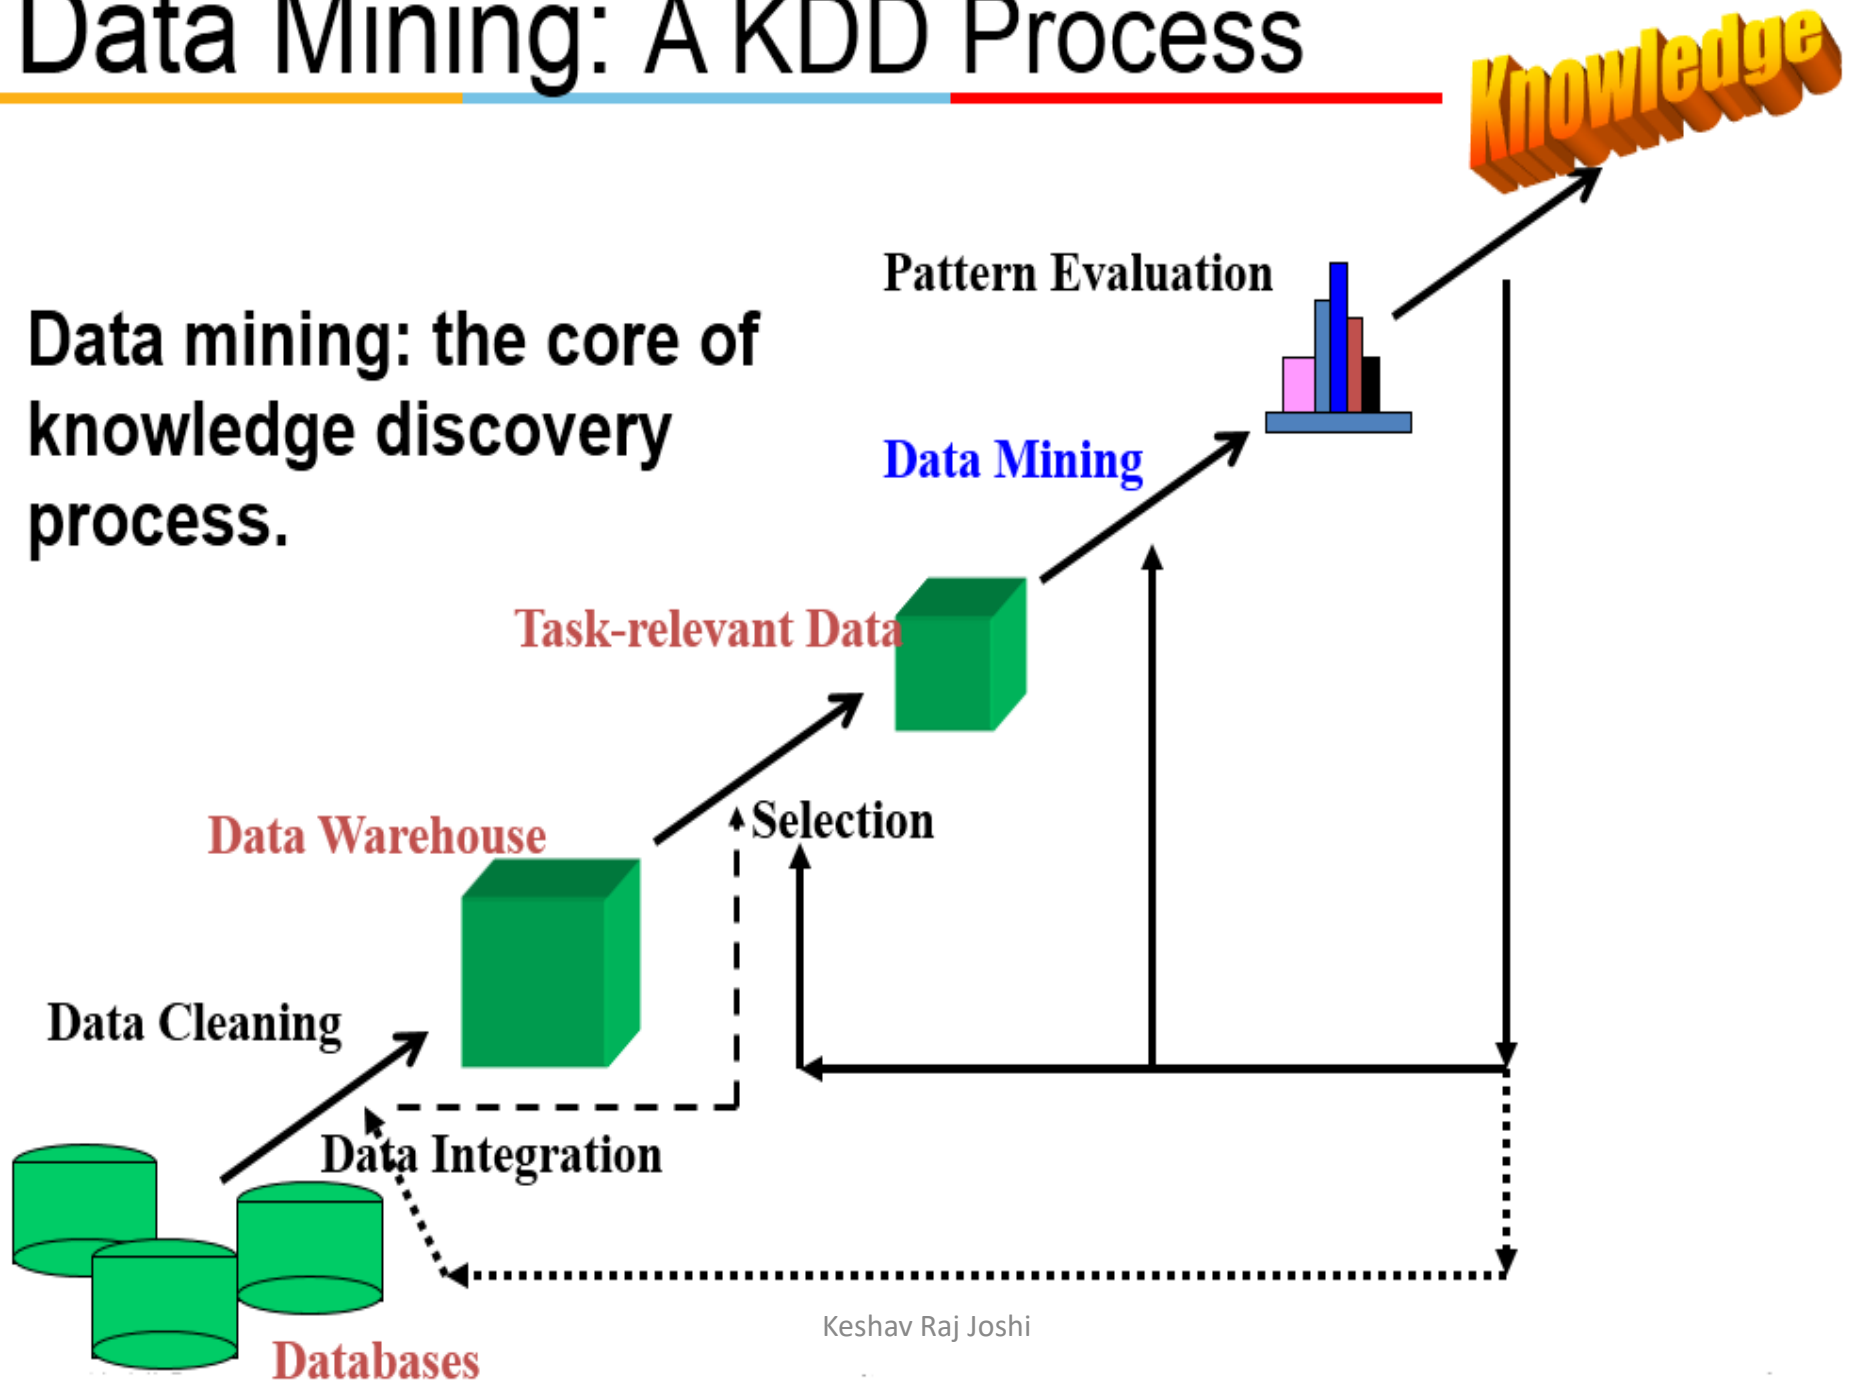 Data Mining: A KDD Process
Knowledge
Pattern Evaluation
Data mining: the core of
knowledge discovery
process.
Data Mining
Task-relevant Data
Selection
Data Warehouse
Data Cleaning
Data Integration
Keshav Raj Joshi
Databases